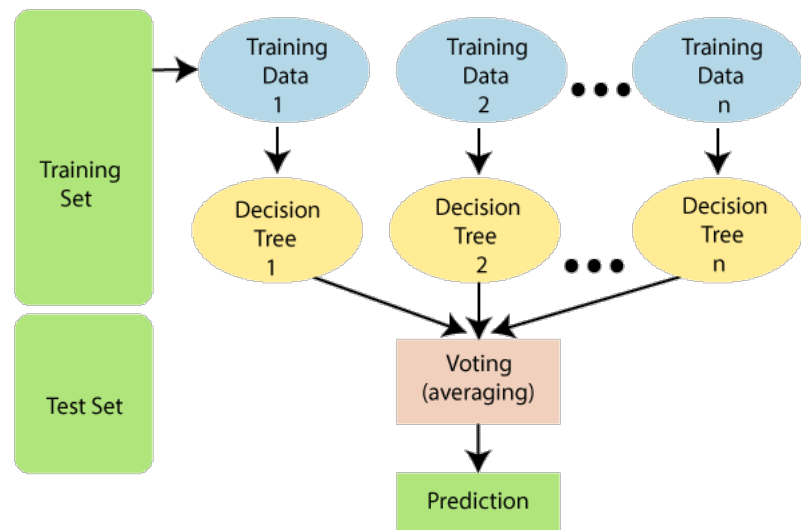 Training
Set
Training
Data
1
Training
Data
2
Training
Data
n
Decision
Tree
1
Decision
Tree
2
Decision
Tree
n
Test Set
Voting
(averaging)
Prediction